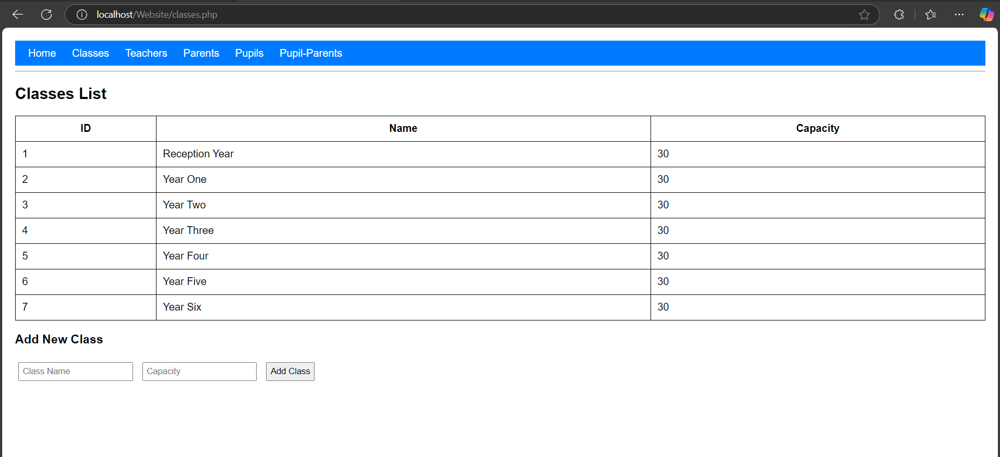 localhost/Website/classes.php
Home Classes Teachers Parents Pupils Pupil-Parents
Classes List
ID Name Capacity
1 Reception Year 30
2 Year One 30
3 Year Two 30
4 Year Three 30
5 Year Four 30
6 Year Five 30
7 Year Six 30
Add New Class
Class Name Capacity Add Class